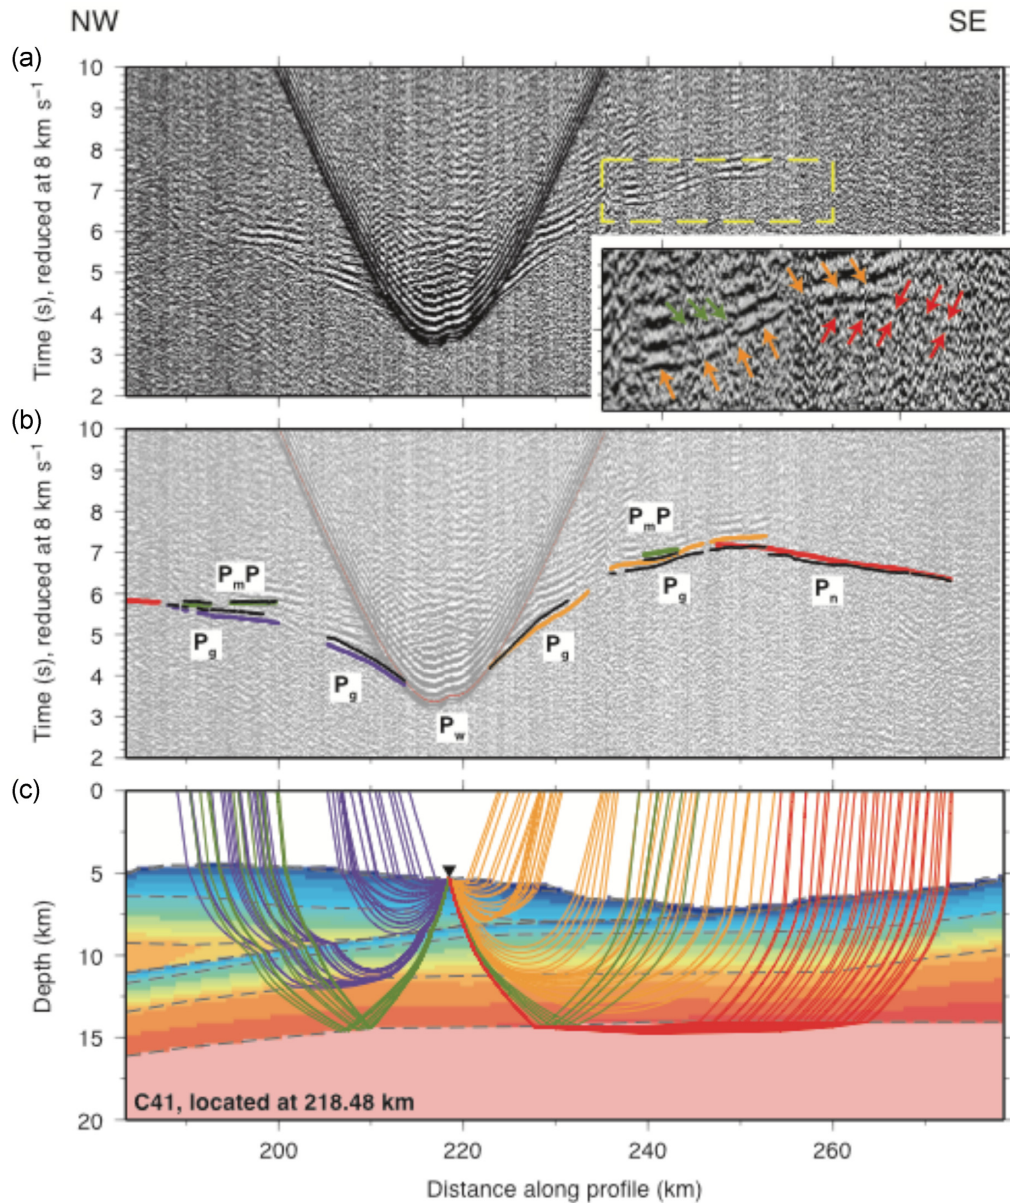 NW SE
(a)
10
9
8
7
6
5
4
3
2
Time (s), reduced at 8 km s⁻¹
(b)
10
9
8
7
6
5
4
3
2
Time (s), reduced at 8 km s⁻¹
PmP
Pg
Pg
Pw
Pg
PmP
Pg
Pn
(c)
0
5
10
15
20
Depth (km)
C41, located at 218.48 km
200 220 240 260
Distance along profile (km)